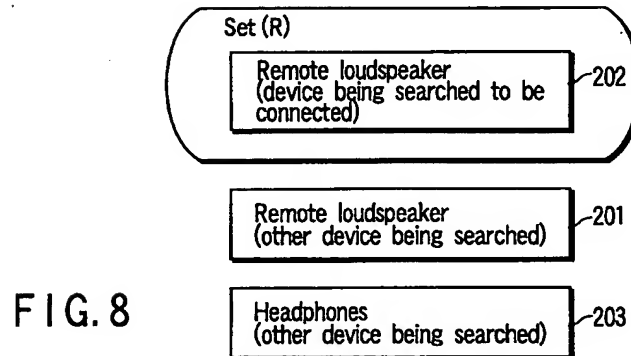 Set (R)
Remote loudspeaker
(device being searched to be
connected)
202
Remote loudspeaker
(other device being searched)
201
Headphones
(other device being searched)
203
FIG. 8